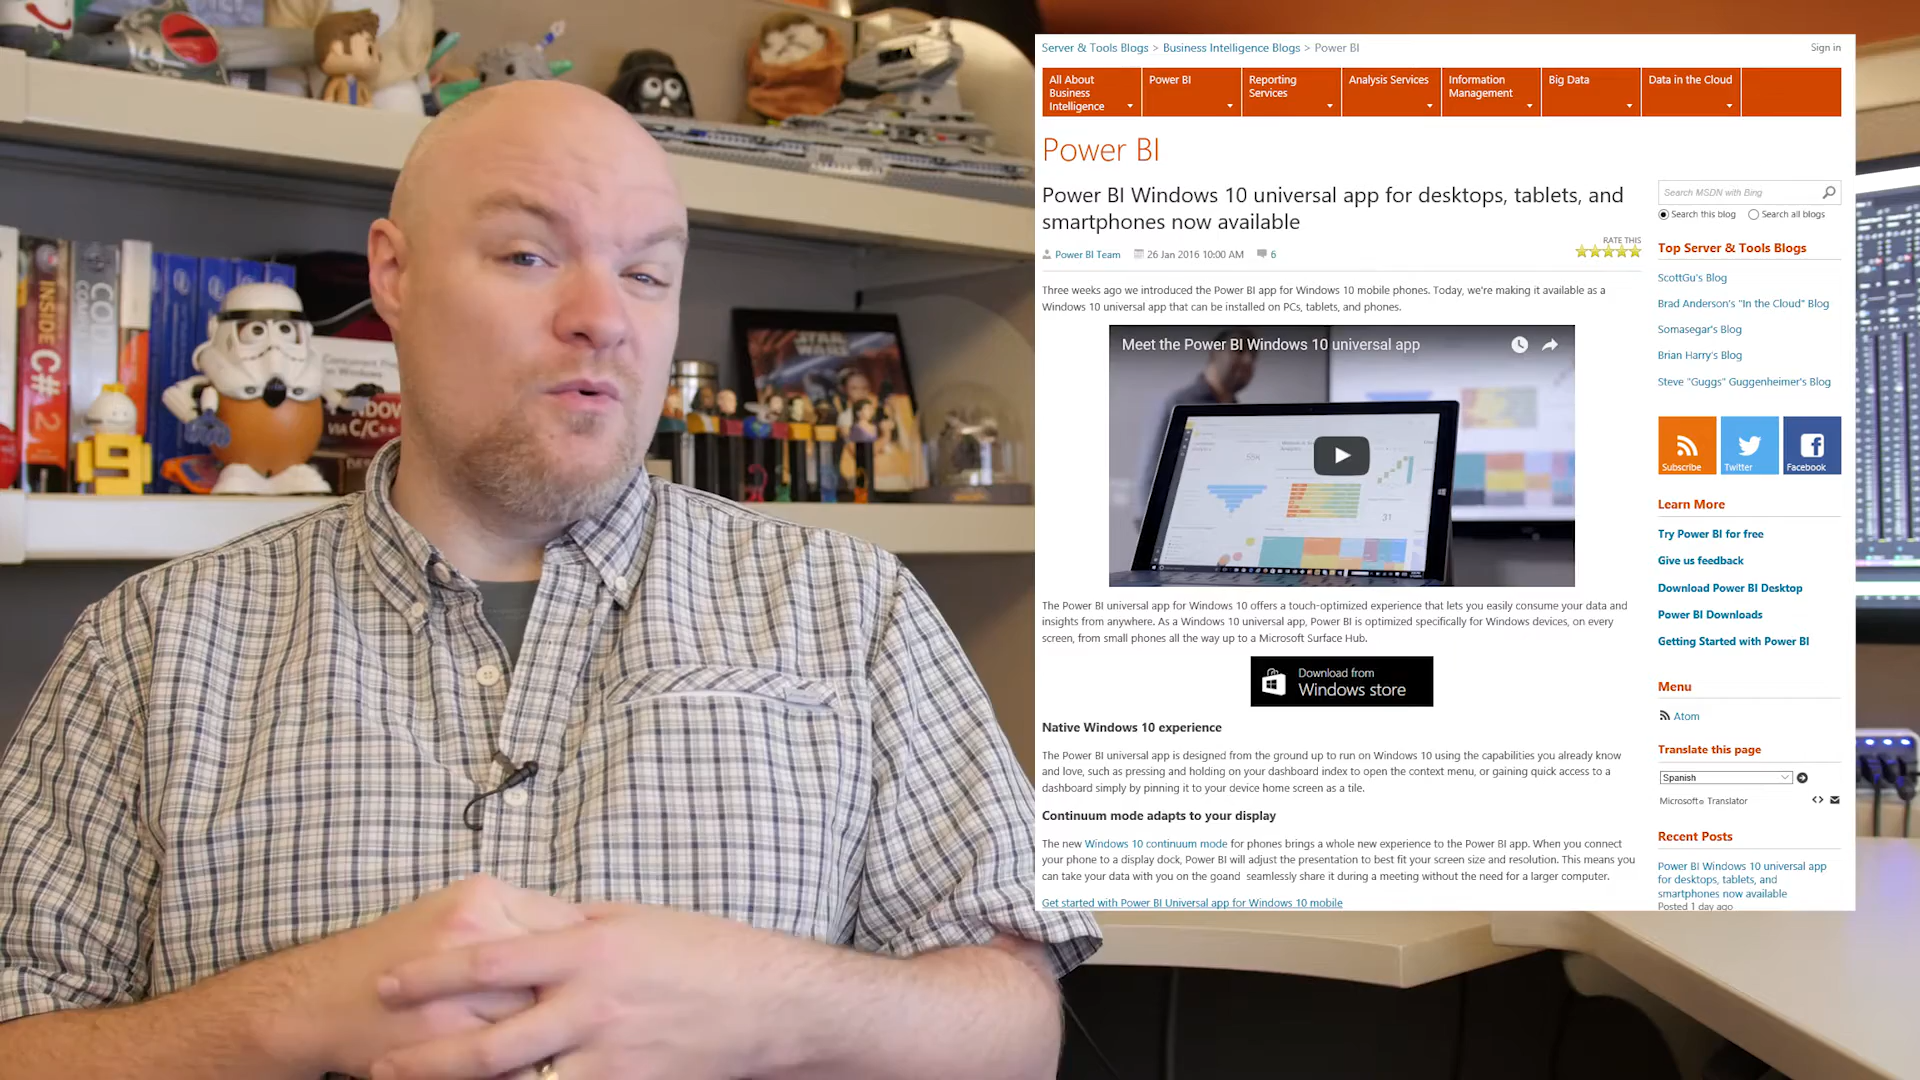 INSIDE C# 2
CODE
Concurrent Pro
on Windows
WINDOWS
VIA C/C++
STAR
WARS
19
Server & Tools Blogs > Business Intelligence Blogs > Power BI
Sign in
All About
Business
Intelligence
Power BI
Reporting
Services
Analysis Services
Information
Management
Big Data
Data in the Cloud
Power BI
Power BI Windows 10 universal app for desktops, tablets, and
smartphones now available
RATE THIS
Power BI Team 26 Jan 2016 10:00 AM 6
Three weeks ago we introduced the Power BI app for Windows 10 mobile phones. Today, we're making it available as a
Windows 10 universal app that can be installed on PCs, tablets, and phones.
Meet the Power BI Windows 10 universal app
The Power BI universal app for Windows 10 offers a touch-optimized experience that lets you easily consume your data and
insights from anywhere. As a Windows 10 universal app, Power BI is optimized specifically for Windows devices, on every
screen, from small phones all the way up to a Microsoft Surface Hub.
Download from
Windows store
Native Windows 10 experience
The Power BI universal app is designed from the ground up to run on Windows 10 using the capabilities you already know
and love, such as pressing and holding on your dashboard index to open the context menu, or gaining quick access to a
dashboard simply by pinning it to your device home screen as a tile.
Continuum mode adapts to your display
The new Windows 10 continuum mode for phones brings a whole new experience to the Power BI app. When you connect
your phone to a display dock, Power BI will adjust the presentation to best fit your screen size and resolution. This means you
can take your data with you on the goand seamlessly share it during a meeting without the need for a larger computer.
Get started with Power BI Universal app for Windows 10 mobile
Search MSDN with Bing
Search this blog Search all blogs
Top Server & Tools Blogs
ScottGu's Blog
Brad Anderson's "In the Cloud" Blog
Somasegar's Blog
Brian Harry's Blog
Steve "Guggs" Guggenheimer's Blog
Subscribe Twitter Facebook
Learn More
Try Power BI for free
Give us feedback
Download Power BI Desktop
Power BI Downloads
Getting Started with Power BI
Menu
Atom
Translate this page
Spanish
Microsoft® Translator
Recent Posts
Power BI Windows 10 universal app
for desktops, tablets, and
smartphones now available
Posted 1 day ago